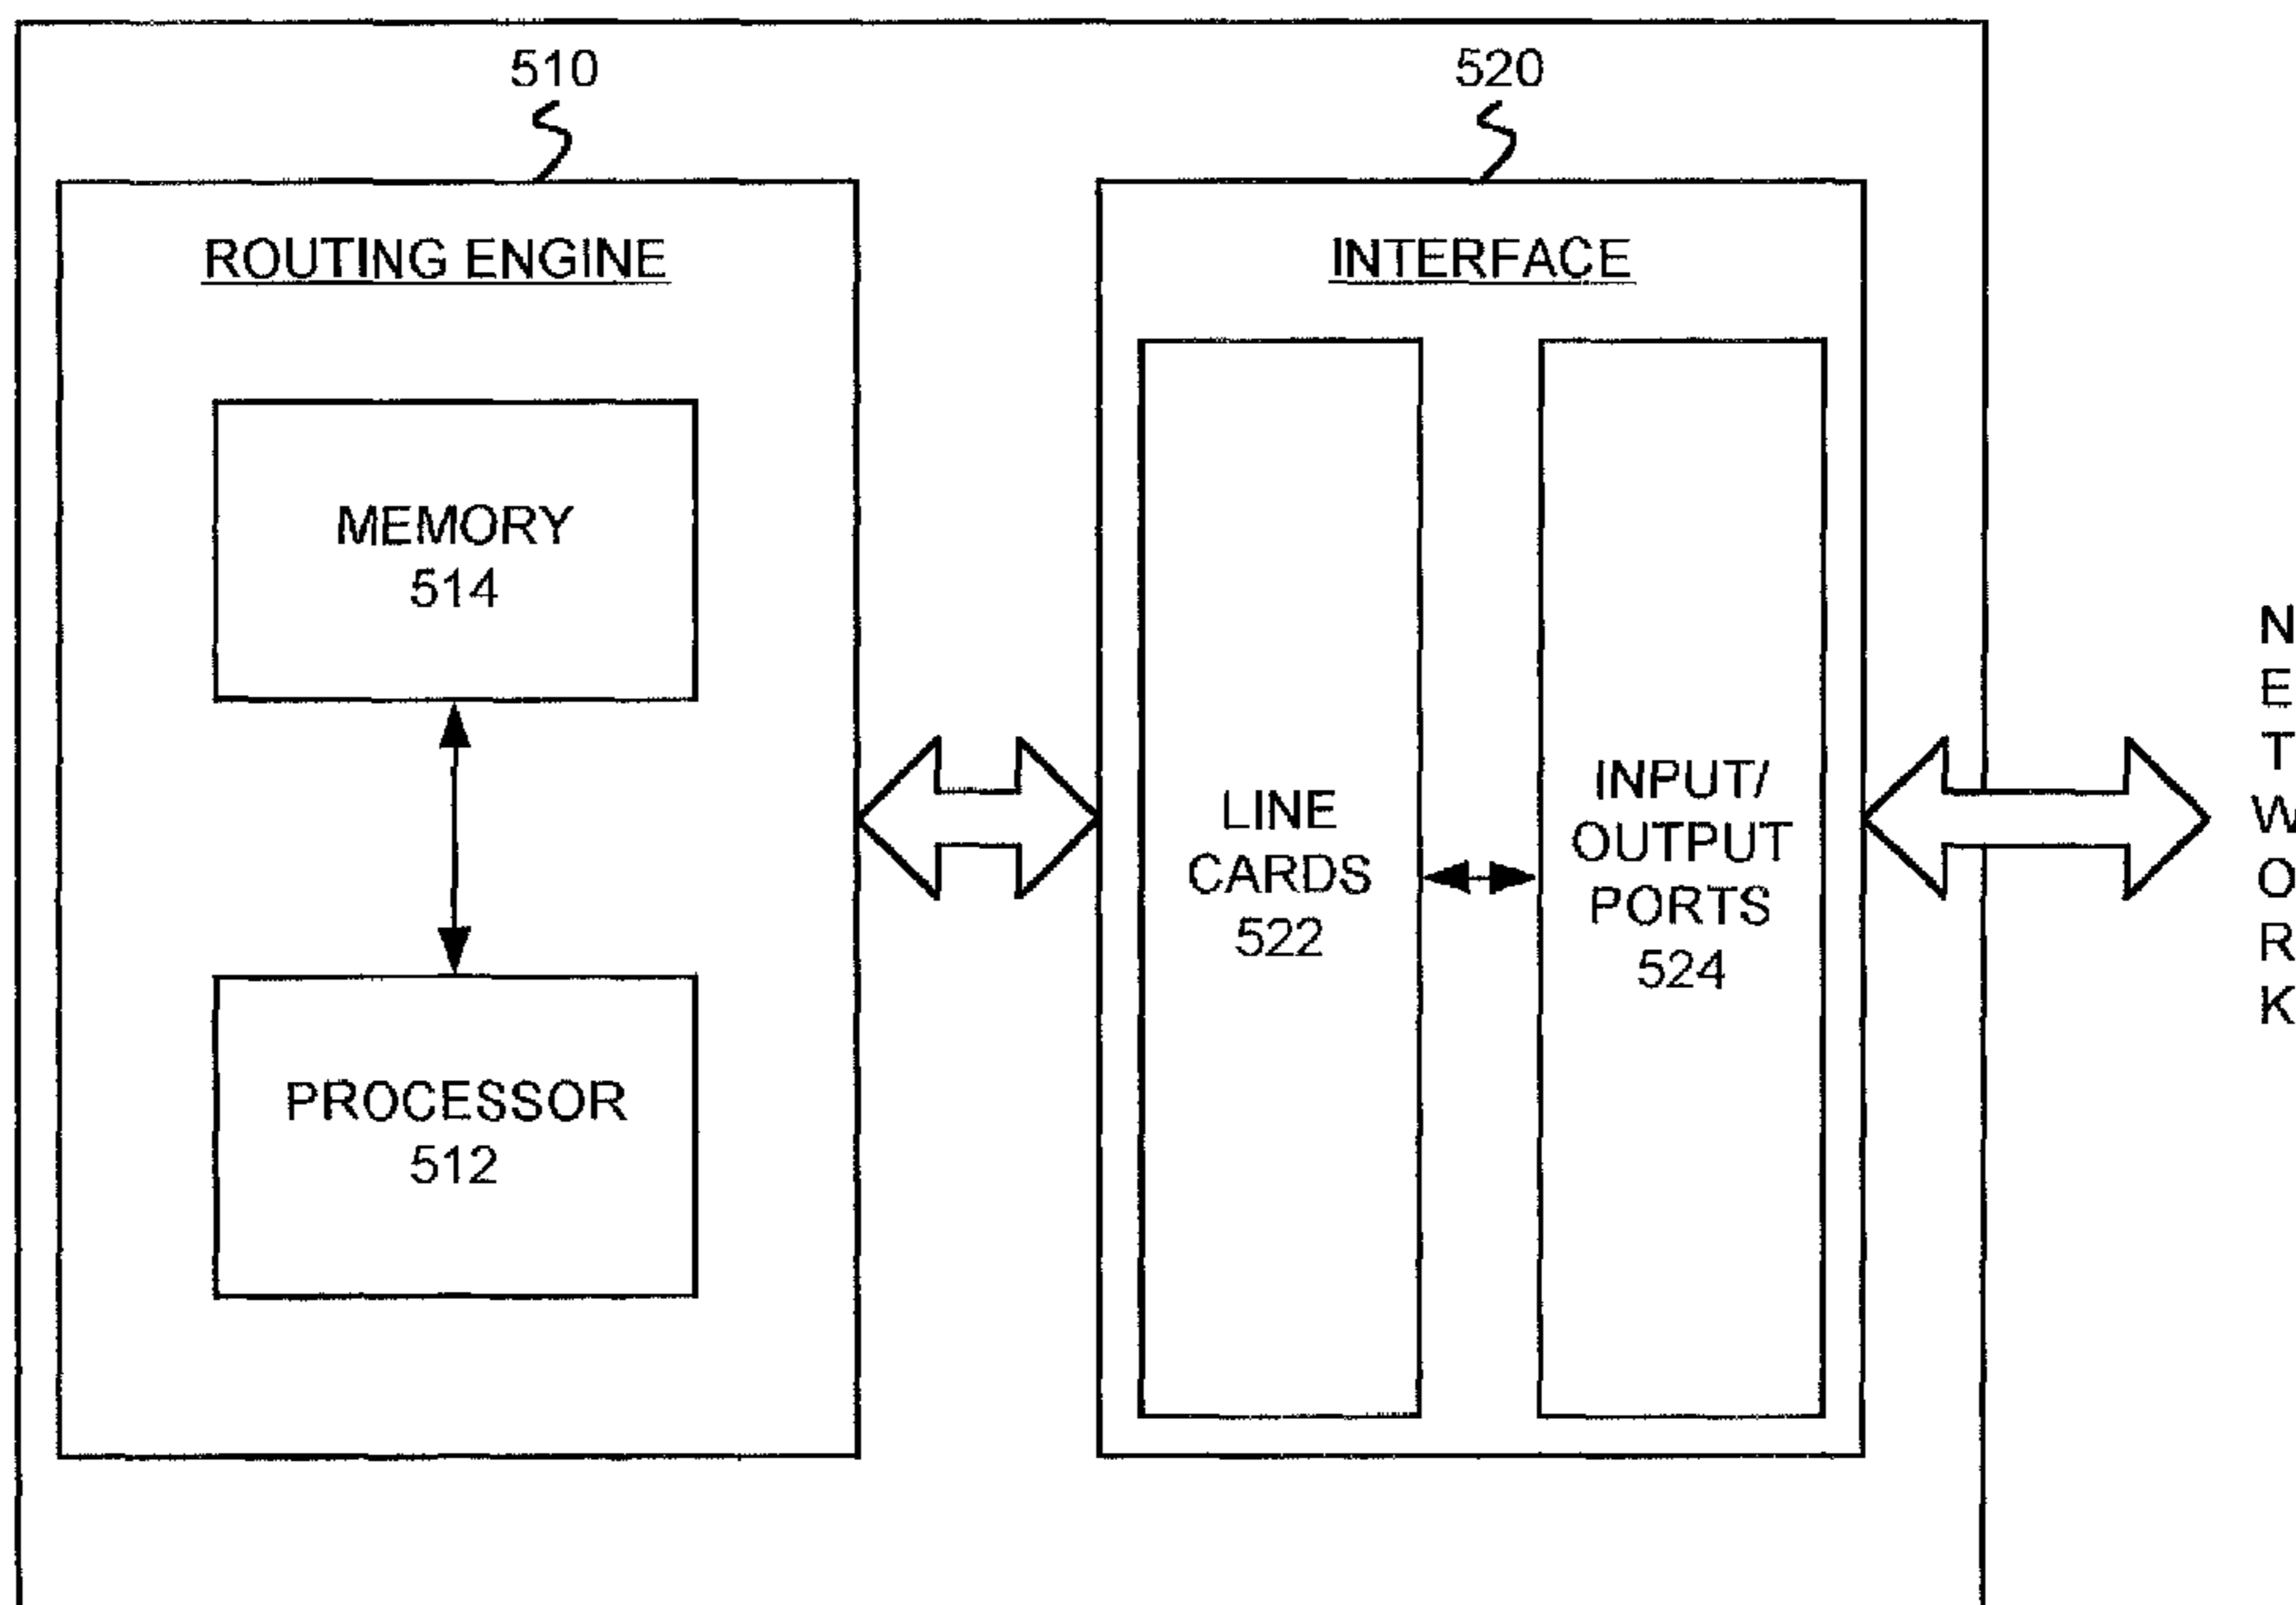 510
520
ROUTING ENGINE
INTERFACE
MEMORY
514
PROCESSOR
512
LINE
CARDS
522
INPUT/
OUTPUT
PORTS
524
N
E
T
W
O
R
K